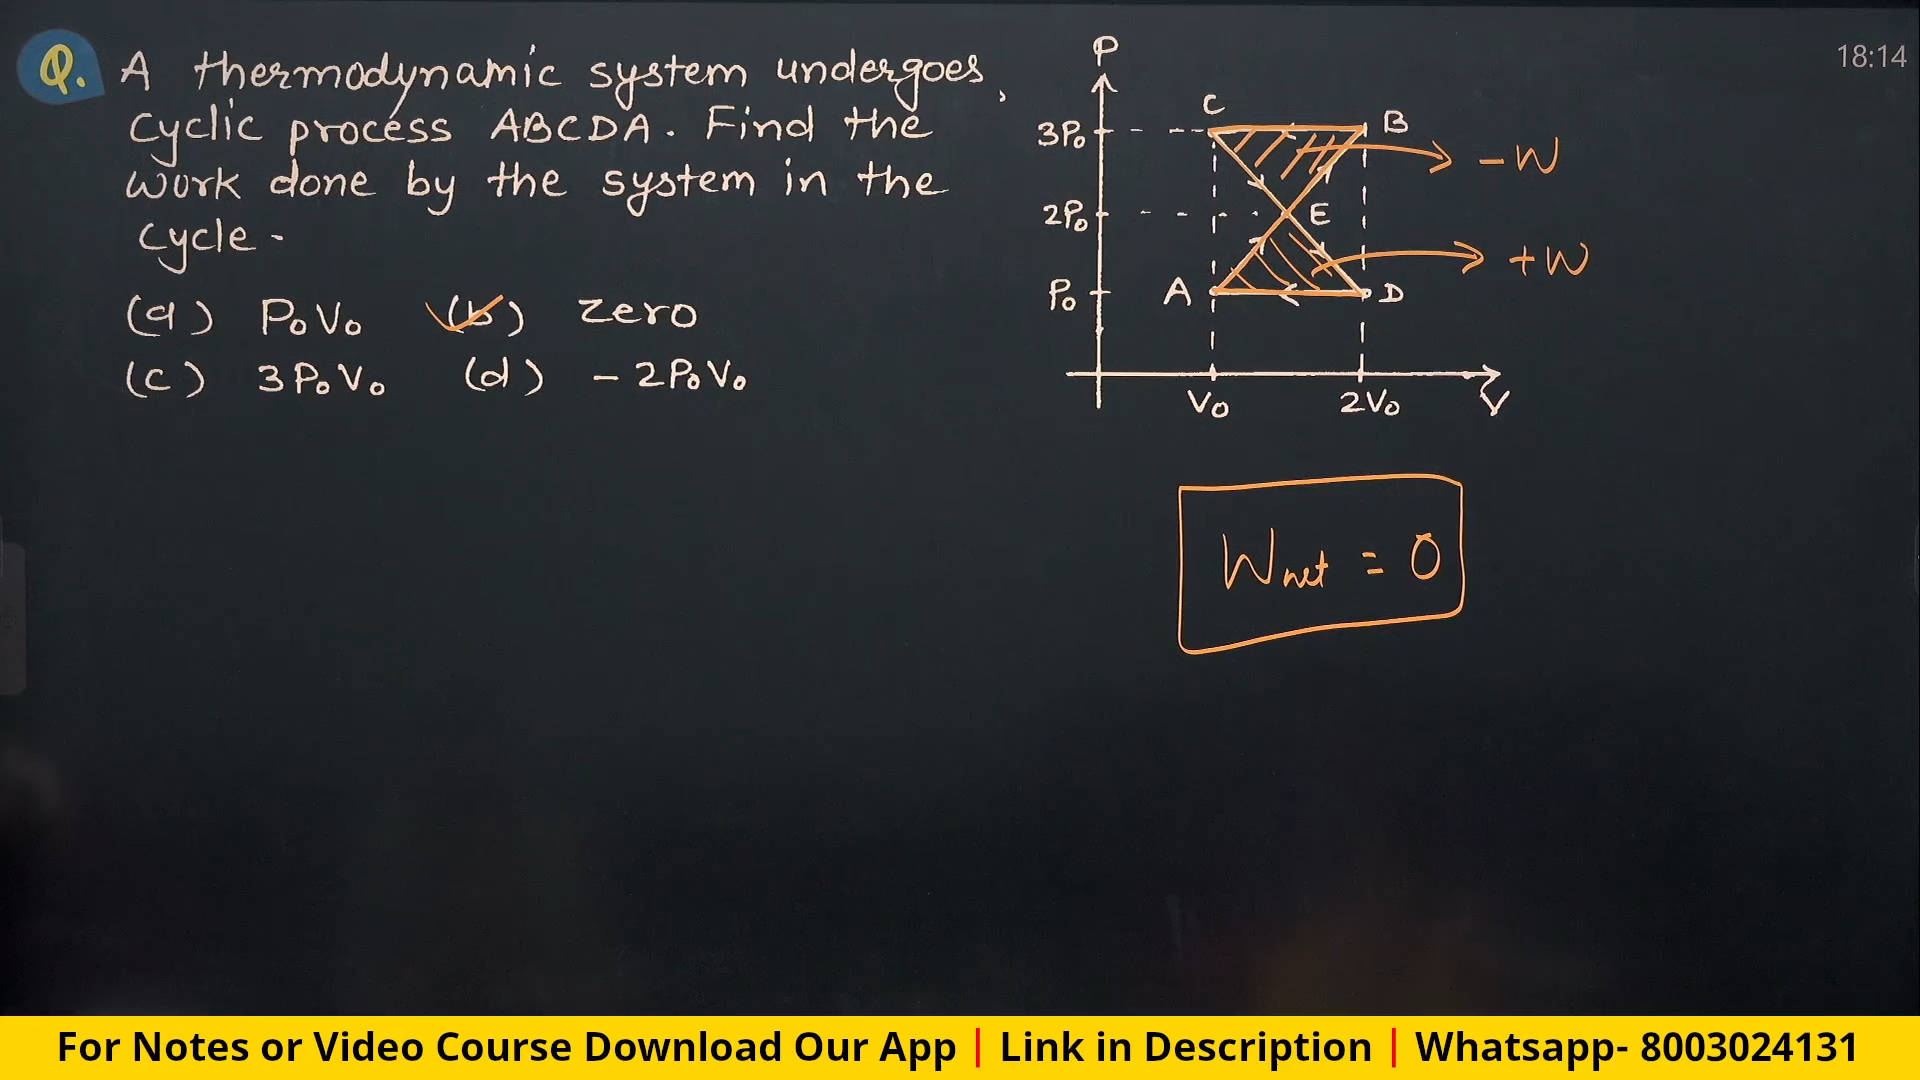 Q. A thermodynamic system undergoes
cyclic process ABCDA. Find the
work done by the system in the
cycle-
(a) P₀V₀ (b) zero
(c) 3P₀V₀ (d) -2P₀V₀
18:14
P
C
B
3P₀
-W
2P₀
E
+W
P₀
A
D
V₀
2V₀
V
Wnet = 0
For Notes or Video Course Download Our App | Link in Description | Whatsapp- 8003024131